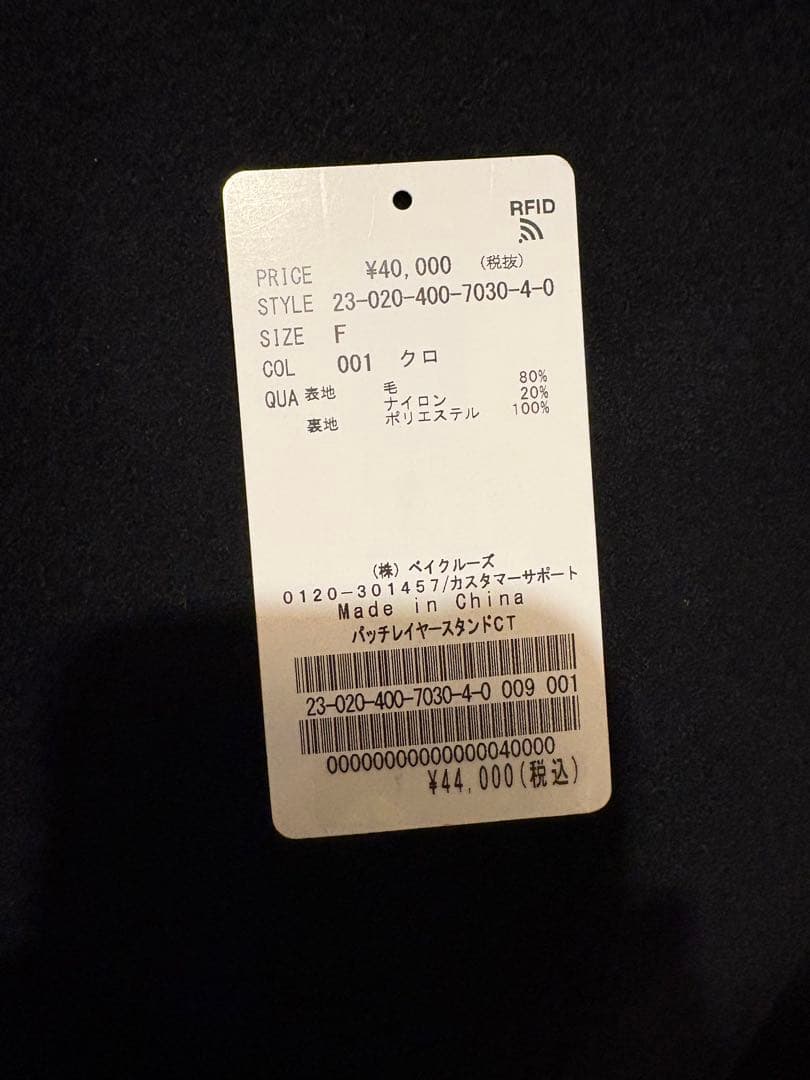 RFID
PRICE ¥40,000 (税抜)
STYLE 23-020-400-7030-4-0
SIZE F
COL 001 クロ
QUA 表地 毛 80%
ナイロン 20%
裏地 ポリエステル 100%
(株) ベイクルーズ
0120-301457/カスタマーサポート
Made in China
パッチレイヤースタンドCT
23-020-400-7030-4-0 009 001
00000000000000040000
¥44,000(税込)